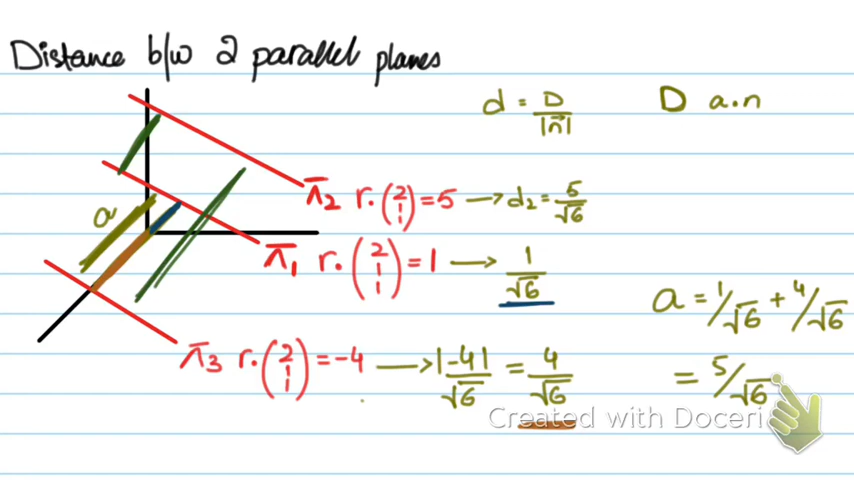 Distance b/w 2 parallel planes
d = D/|n⃗|
D a.n
π2 r.(2 1 1) = 5 → d2 = 5/√6
a
π1 r.(2 1 1) = 1 → 1/√6
a = 1/√6 + 4/√6
π3 r.(2 1 1) = -4 → |-4|/√6 = 4/√6
= 5/√6
Created with Doceri